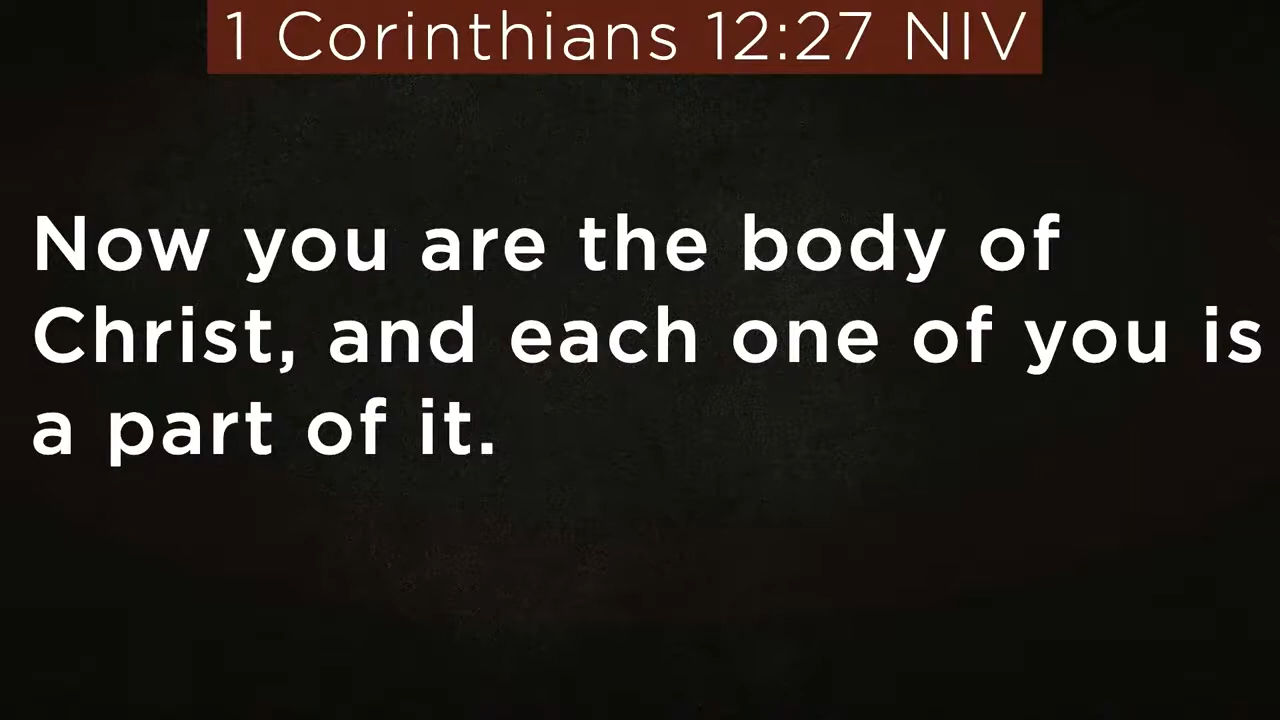 1 Corinthians 12:27 NIV
Now you are the body of
Christ, and each one of you is
a part of it.